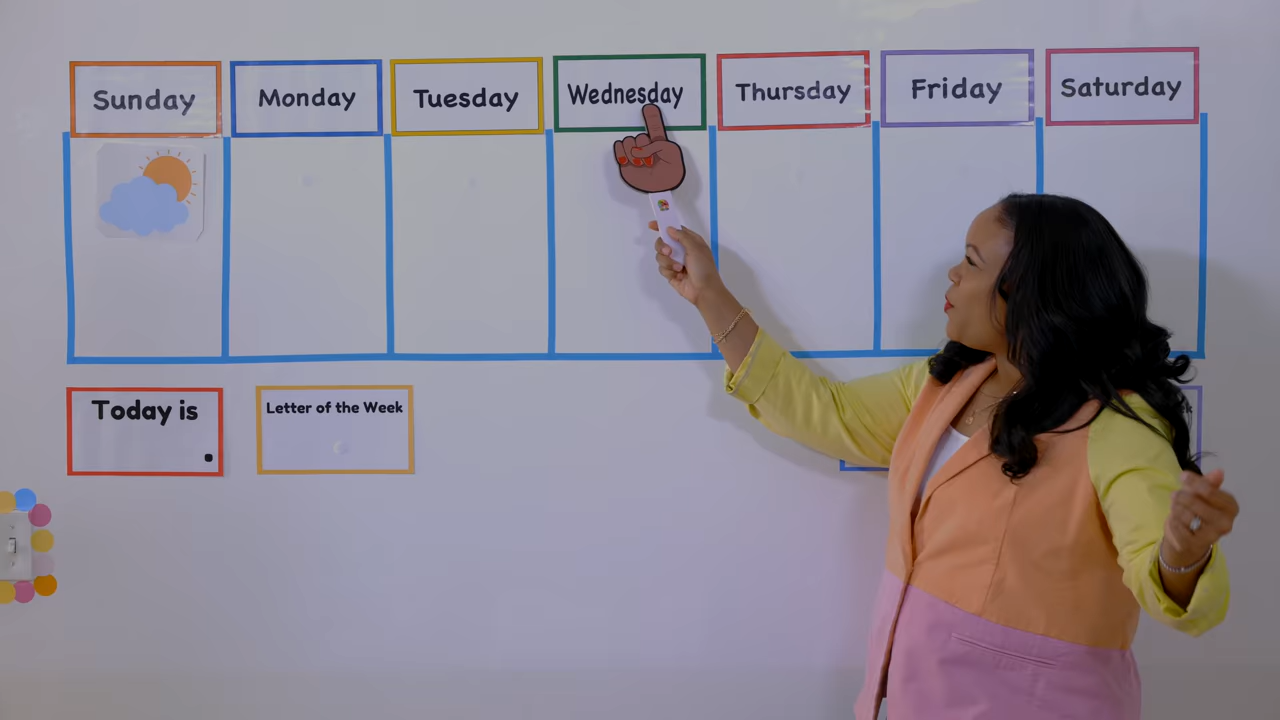 Sunday
Monday
Tuesday
Wednesday
Thursday
Friday
Saturday
Today is
.
Letter of the Week